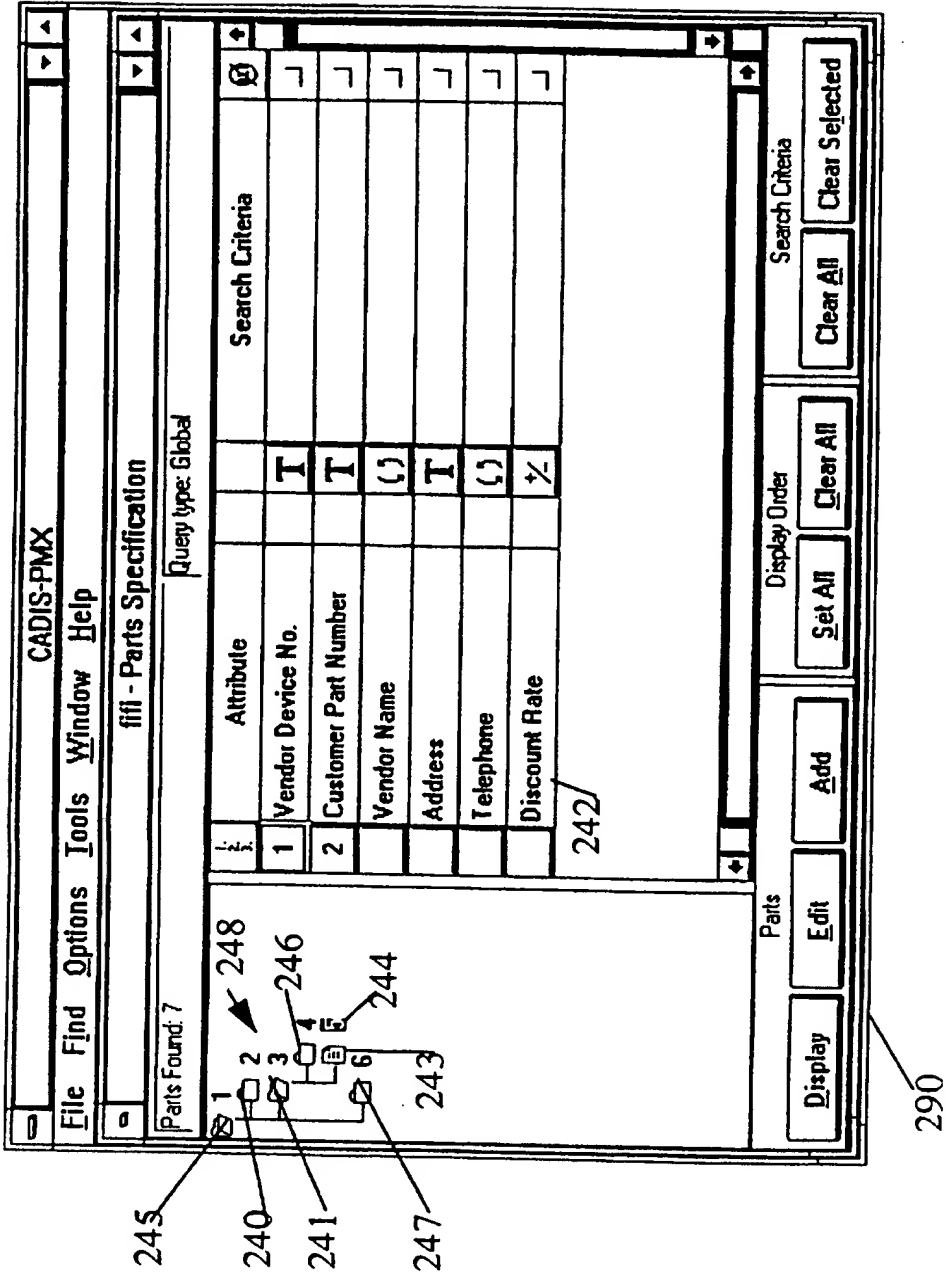 CADIS-PMX
File Find Options Tools Window Help
fifi - Parts Specification
Parts Found: 7
Query type: Global
1
2
3
4
6
245
240
241
247
248
246
244
243
1. 2. 3.
Attribute
Search Criteria
1 Vendor Device No. T
2 Customer Part Number T
Vendor Name ( )
Address T
Telephone ( )
Discount Rate +/-
242
Parts
Display Edit Add
Display Order
Set All Clear All
Search Criteria
Clear All Clear Selected
290